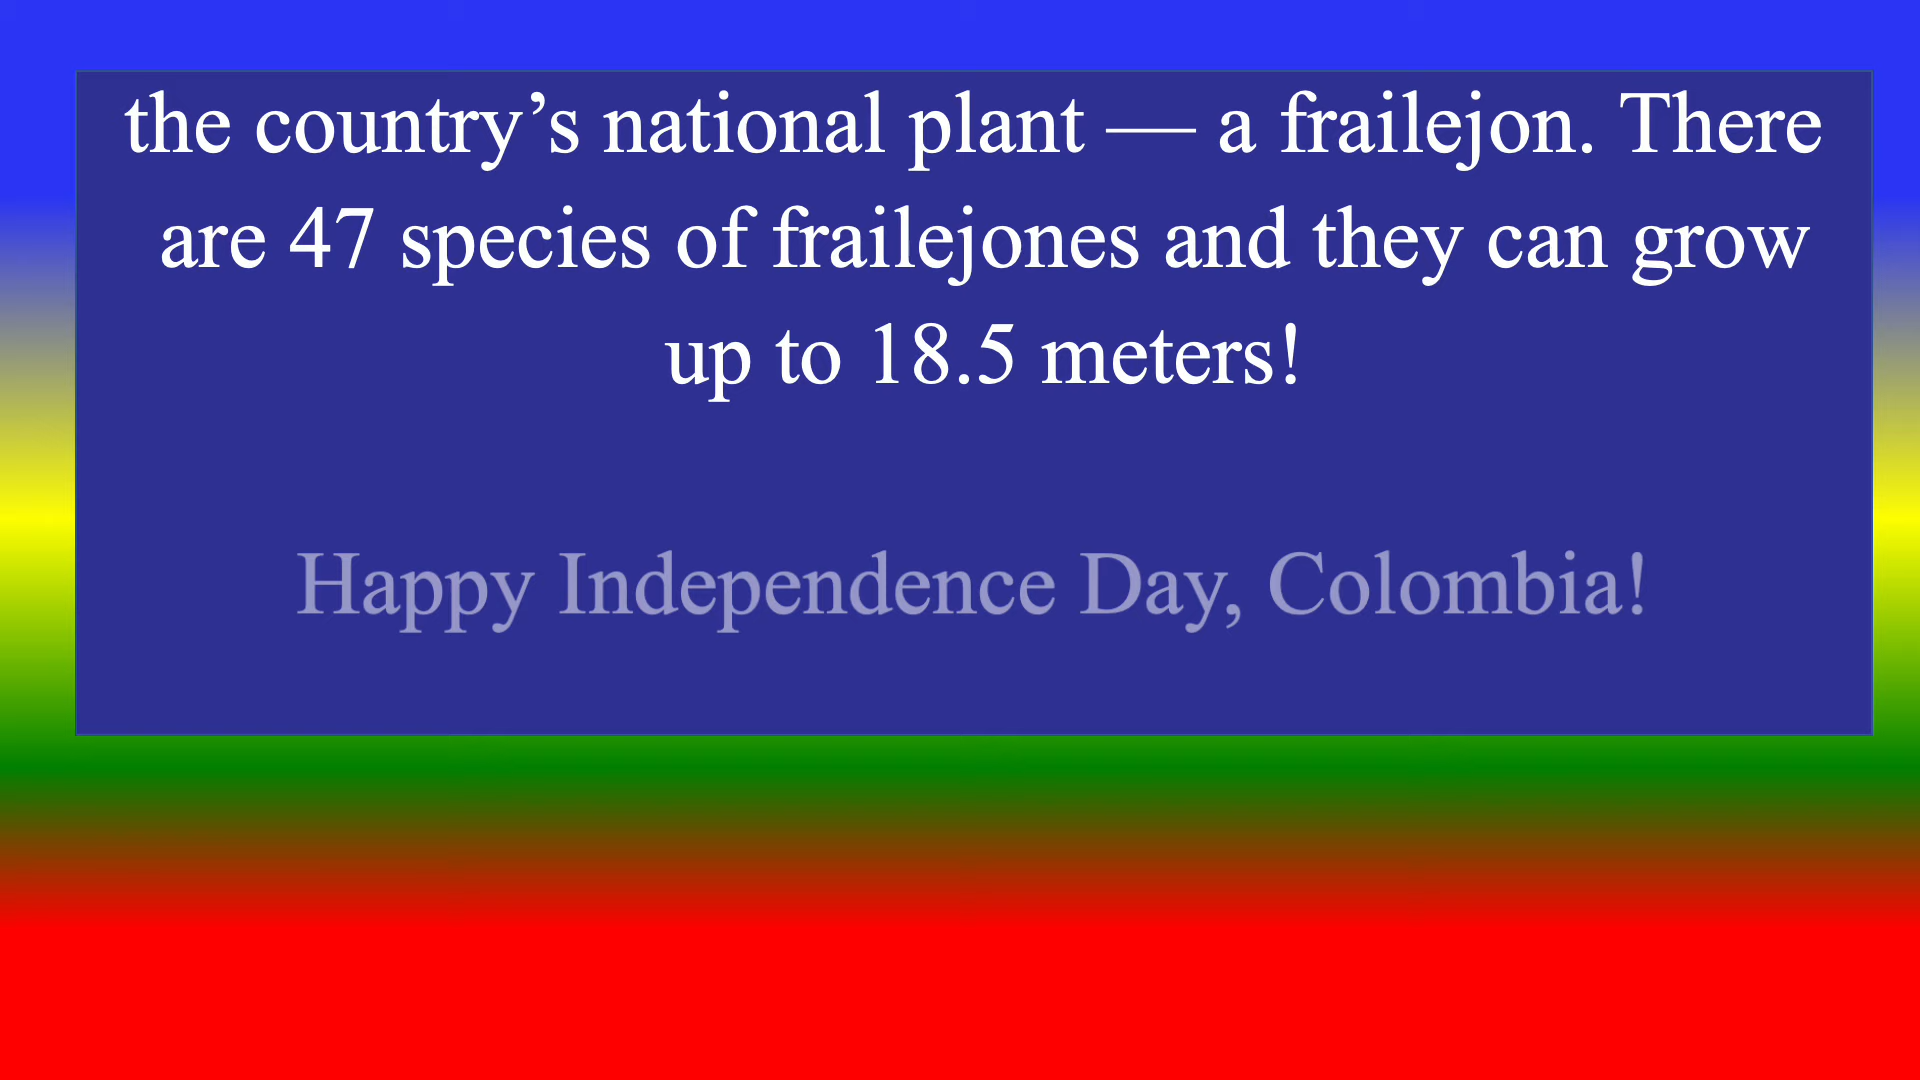 the country’s national plant — a frailejon. There
are 47 species of frailejones and they can grow
up to 18.5 meters!
Happy Independence Day, Colombia!